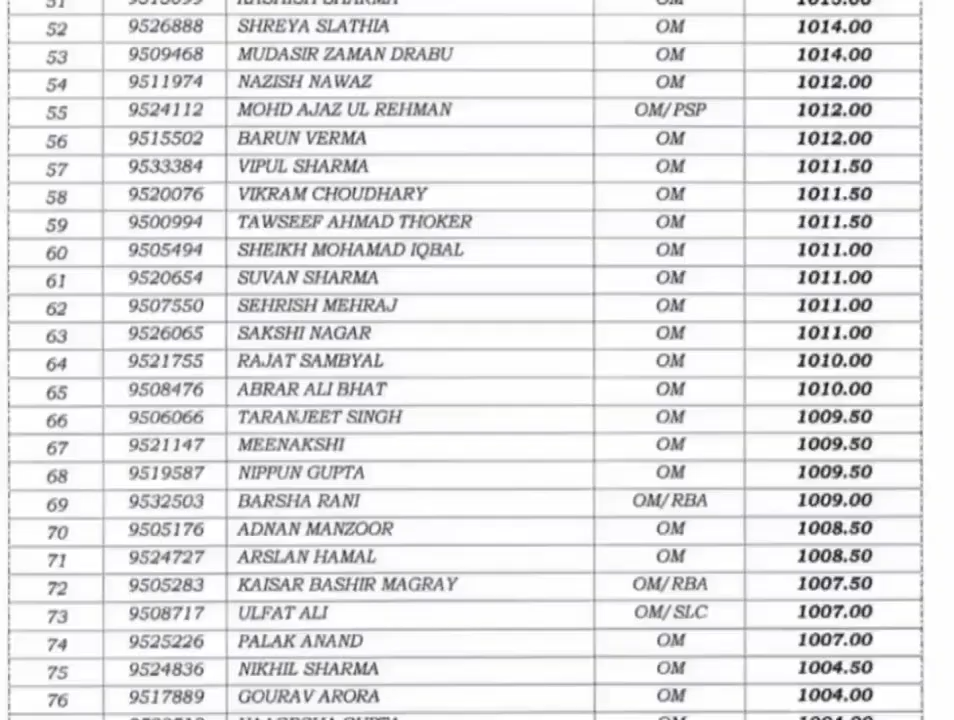 52 9526888 SHREYA SLATHIA OM 1014.00
53 9509468 MUDASIR ZAMAN DRABU OM 1014.00
54 9511974 NAZISH NAWAZ OM 1012.00
55 9524112 MOHD AJAZ UL REHMAN OM/PSP 1012.00
56 9515502 BARUN VERMA OM 1012.00
57 9533384 VIPUL SHARMA OM 1011.50
58 9520076 VIKRAM CHOUDHARY OM 1011.50
59 9500994 TAWSEEF AHMAD THOKER OM 1011.50
60 9505494 SHEIKH MOHAMAD IQBAL OM 1011.00
61 9520654 SUVAN SHARMA OM 1011.00
62 9507550 SEHRISH MEHRAJ OM 1011.00
63 9526065 SAKSHI NAGAR OM 1011.00
64 9521755 RAJAT SAMBYAL OM 1010.00
65 9508476 ABRAR ALI BHAT OM 1010.00
66 9506066 TARANJEET SINGH OM 1009.50
67 9521147 MEENAKSHI OM 1009.50
68 9519587 NIPPUN GUPTA OM 1009.50
69 9532503 BARSHA RANI OM/RBA 1009.00
70 9505176 ADNAN MANZOOR OM 1008.50
71 9524727 ARSLAN HAMAL OM 1008.50
72 9505283 KAISAR BASHIR MAGRAY OM/RBA 1007.50
73 9508717 ULFAT ALI OM/SLC 1007.00
74 9525226 PALAK ANAND OM 1007.00
75 9524836 NIKHIL SHARMA OM 1004.50
76 9517889 GOURAV ARORA OM 1004.00